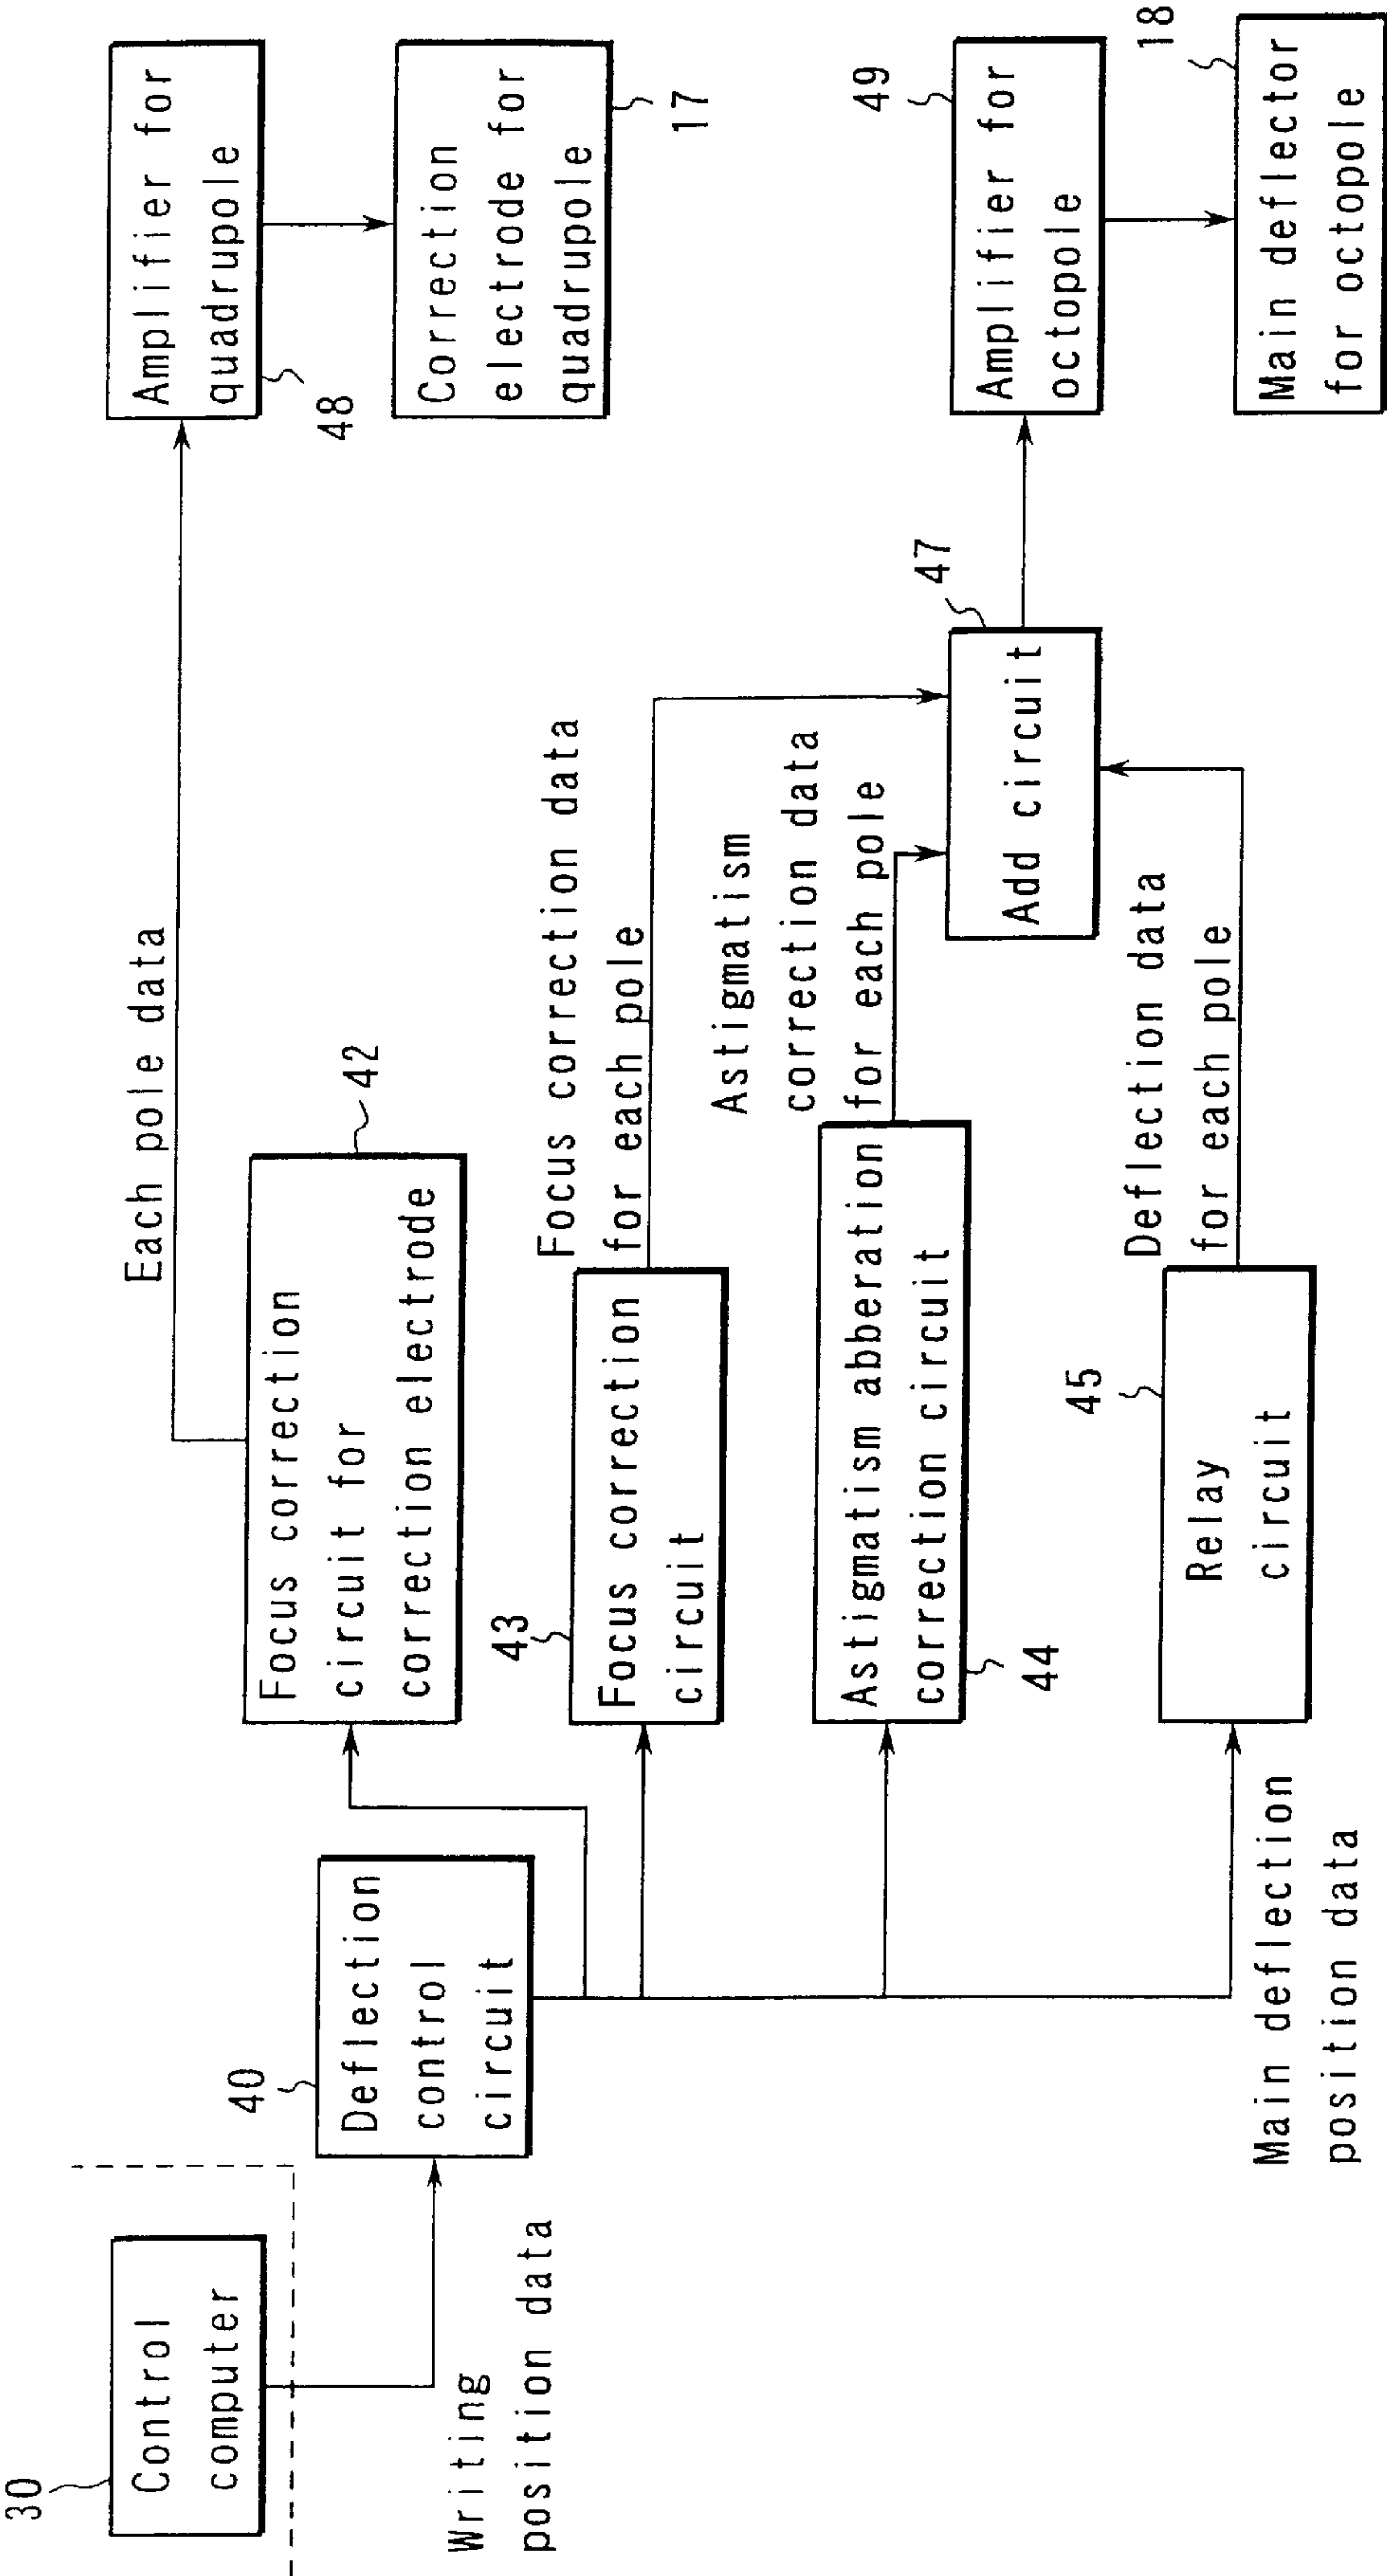 30
Control
computer
Writing
position data
40
Deflection
control
circuit
Main deflection
position data
Each pole data
Focus correction
circuit for
correction electrode
42
43
Focus correction
circuit
Focus correction data
for each pole
Astigmatism abberation
correction circuit
44
Astigmatism
correction data
for each pole
45
Relay
circuit
Deflection data
for each pole
47
Add circuit
Amplifier for
quadrupole
48
Correction
electrode for
quadrupole
17
49
Amplifier for
octopole
18
Main deflector
for octopole